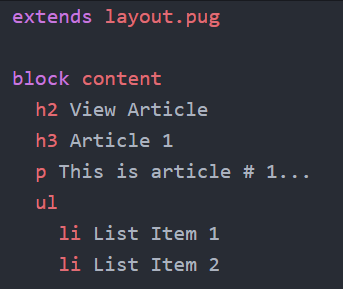 extends layout.pug
block content
h2 View Article
h3 Article 1
p This is article # 1...
ul
li List Item 1
li List Item 2